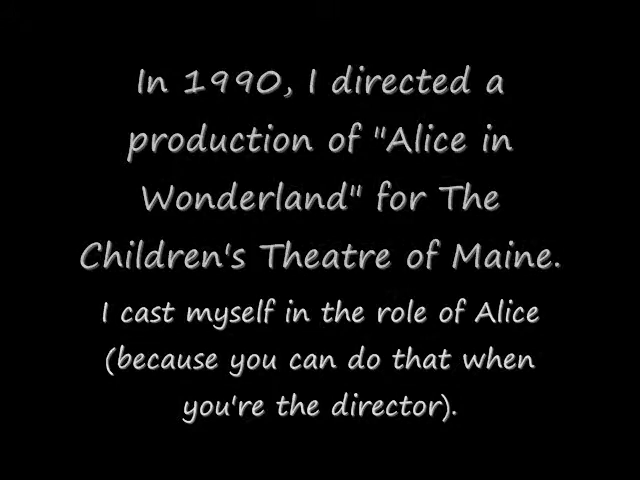 In 1990, I directed a
production of "Alice in
Wonderland" for The
Children's Theatre of Maine.
I cast myself in the role of Alice
(because you can do that when
you're the director).